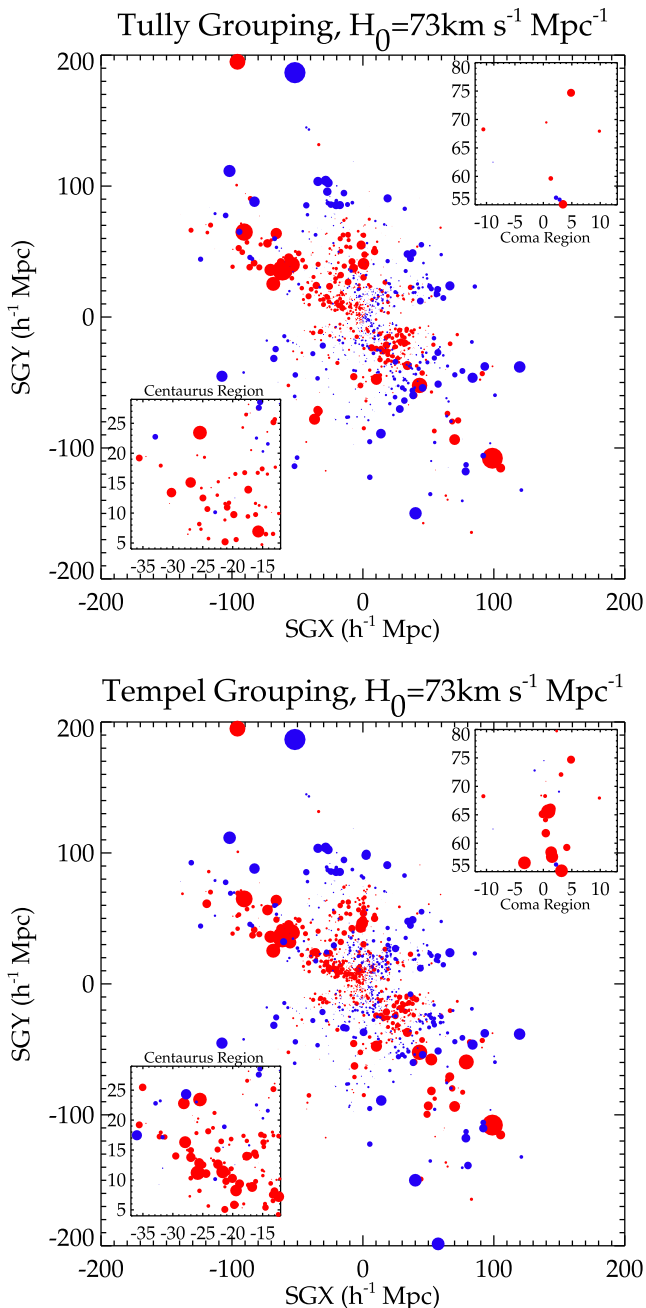 Tully Grouping, H0=73km s-1 Mpc-1
200
100
0
-100
-200
SGY (h-1 Mpc)
80
75
70
65
60
55
-10 -5 0 5 10
Coma Region
Centaurus Region
25
20
15
10
5
-35 -30 -25 -20 -15
-200 -100 0 100 200
SGX (h-1 Mpc)
Tempel Grouping, H0=73km s-1 Mpc-1
200
100
0
-100
-200
SGY (h-1 Mpc)
80
75
70
65
60
55
-10 -5 0 5 10
Coma Region
Centaurus Region
25
20
15
10
5
-35 -30 -25 -20 -15
-200 -100 0 100 200
SGX (h-1 Mpc)